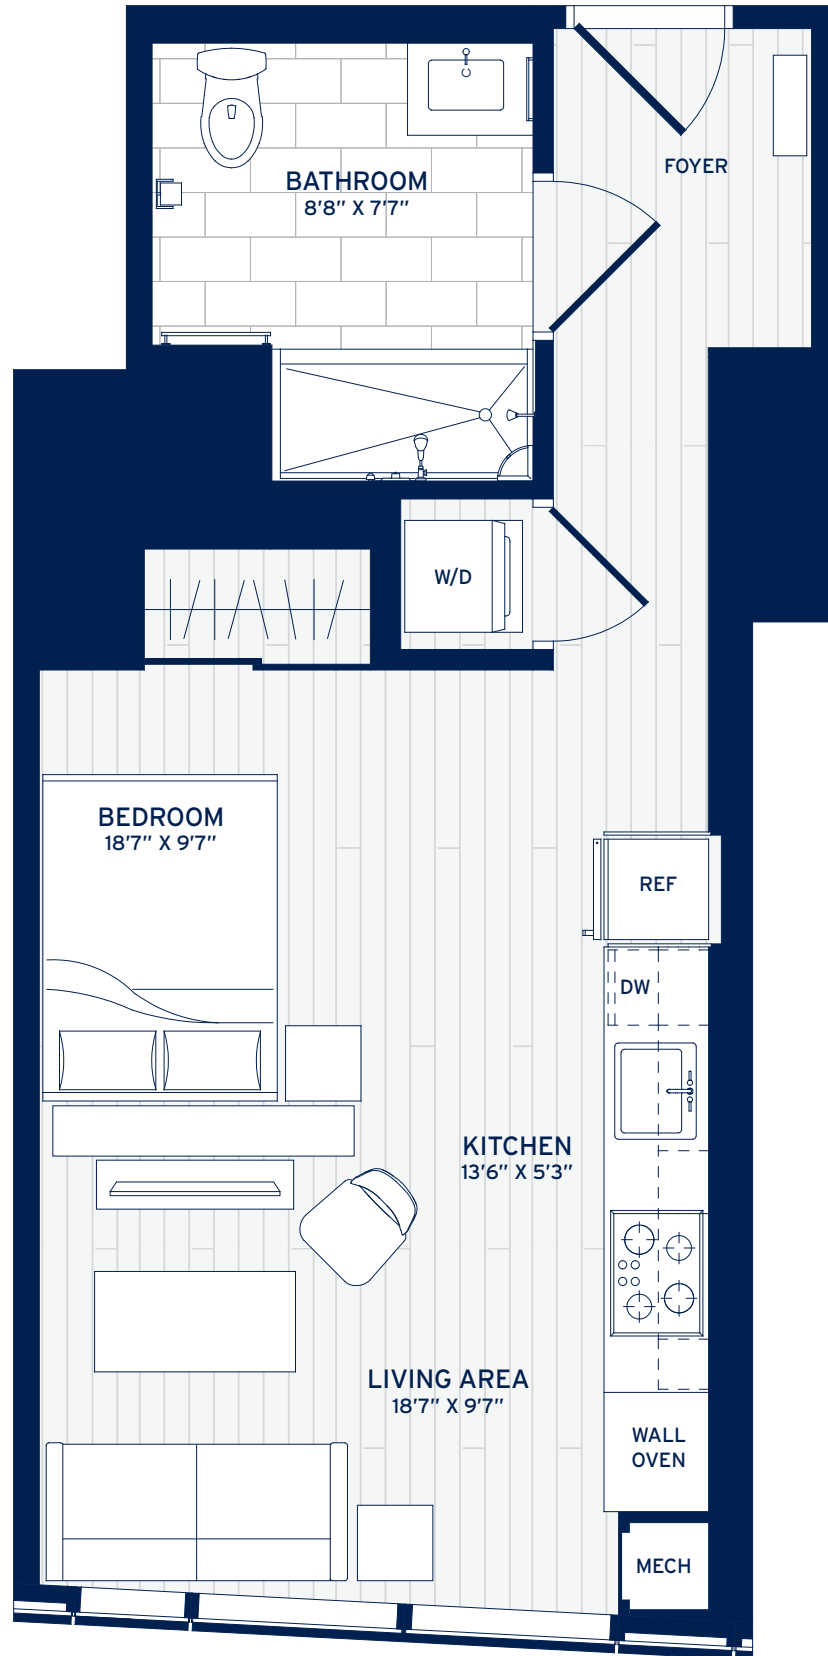 FOYER
BATHROOM
8'8" X 7'7"
W/D
BEDROOM
18'7" X 9'7"
REF
DW
KITCHEN
13'6" X 5'3"
LIVING AREA
18'7" X 9'7"
WALL
OVEN
MECH